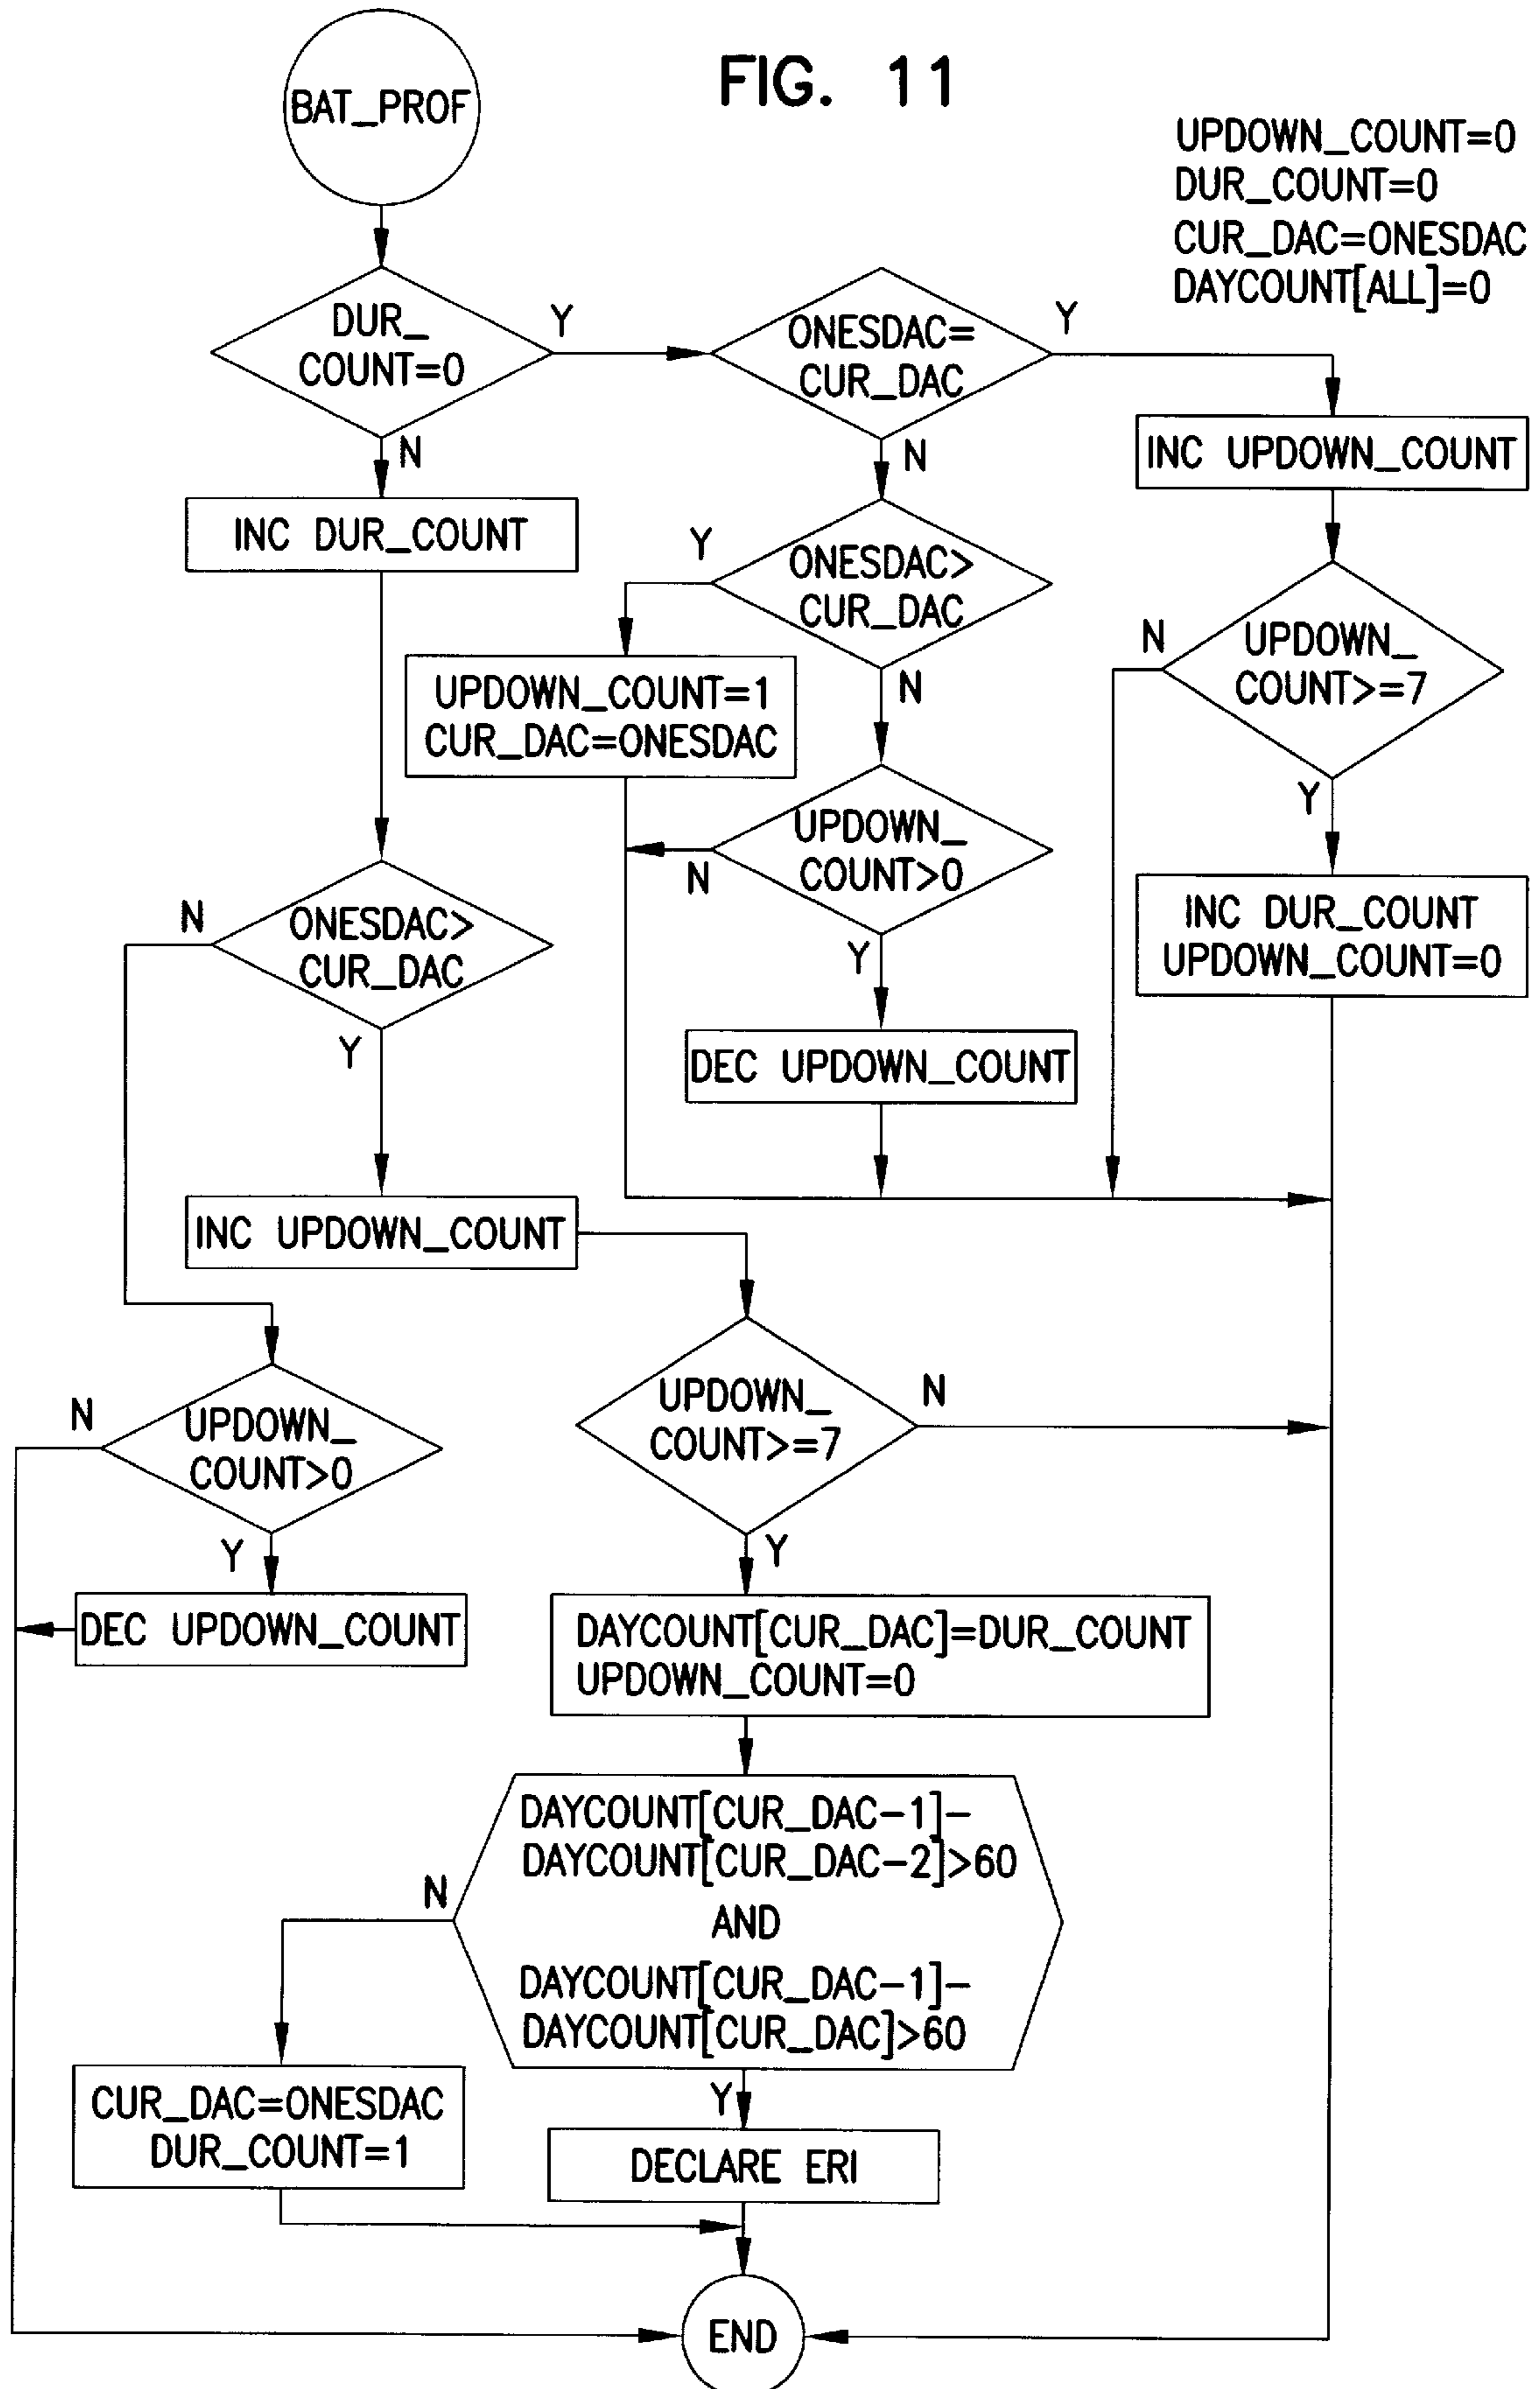 FIG. 11
BAT_PROF
UPDOWN_COUNT=0
DUR_COUNT=0
CUR_DAC=ONESDAC
DAYCOUNT[ALL]=0
DUR_
COUNT=0
Y
N
ONESDAC=
CUR_DAC
Y
N
INC UPDOWN_COUNT
INC DUR_COUNT
ONESDAC>
CUR_DAC
Y
N
UPDOWN_COUNT=1
CUR_DAC=ONESDAC
UPDOWN_
COUNT>=7
N
Y
UPDOWN_
COUNT>0
N
Y
INC DUR_COUNT
UPDOWN_COUNT=0
ONESDAC>
CUR_DAC
N
Y
DEC UPDOWN_COUNT
INC UPDOWN_COUNT
UPDOWN_
COUNT>=7
N
Y
UPDOWN_
COUNT>0
N
Y
DEC UPDOWN_COUNT
DAYCOUNT[CUR_DAC]=DUR_COUNT
UPDOWN_COUNT=0
DAYCOUNT[CUR_DAC-1]-
DAYCOUNT[CUR_DAC-2]>60
AND
DAYCOUNT[CUR_DAC-1]-
DAYCOUNT[CUR_DAC]>60
N
Y
CUR_DAC=ONESDAC
DUR_COUNT=1
DECLARE ERI
END